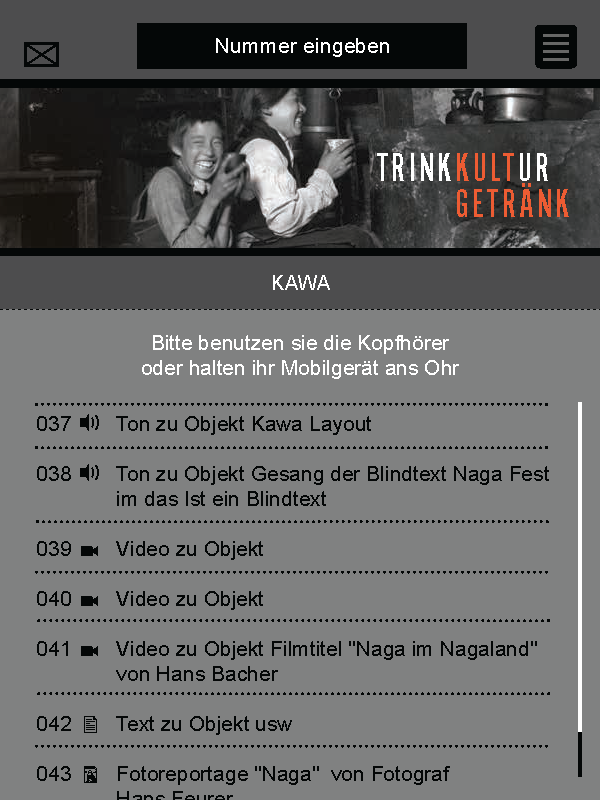 Nummer eingeben
TRINKKULTUR
GETRÄNK
KAWA
Bitte benutzen sie die Kopfhörer
oder halten ihr Mobilgerät ans Ohr
037 Ton zu Objekt Kawa Layout
038 Ton zu Objekt Gesang der Blindtext Naga Fest
im das Ist ein Blindtext
039 Video zu Objekt
040 Video zu Objekt
041 Video zu Objekt Filmtitel "Naga im Nagaland"
von Hans Bacher
042 Text zu Objekt usw
043 Fotoreportage "Naga"  von Fotograf
Hans Feurer